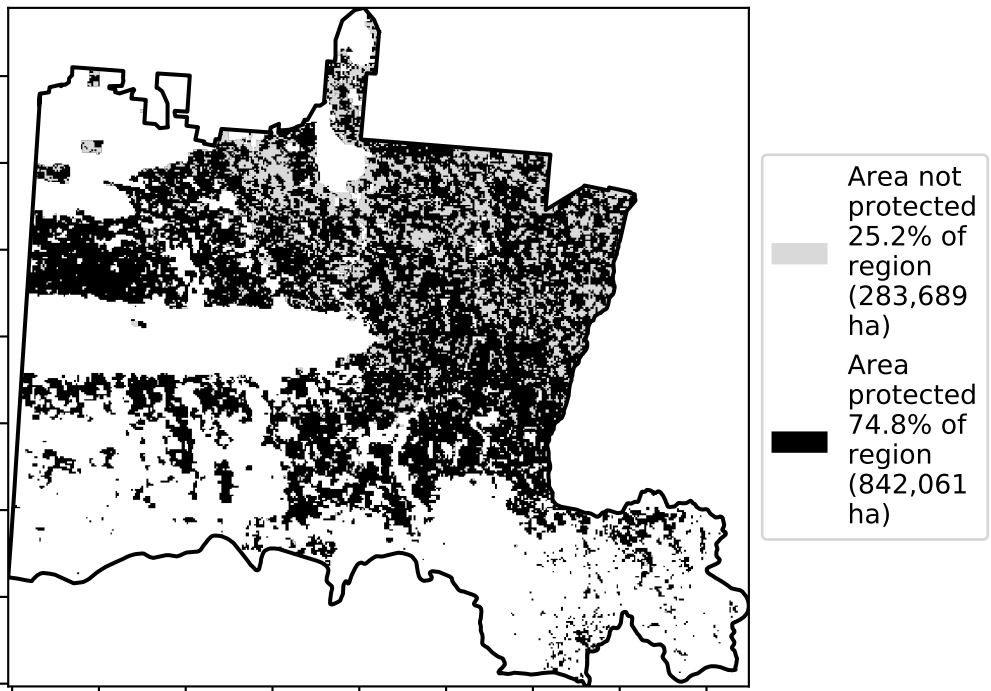 Area not
protected
25.2% of
region
(283,689
ha)
Area
protected
74.8% of
region
(842,061
ha)